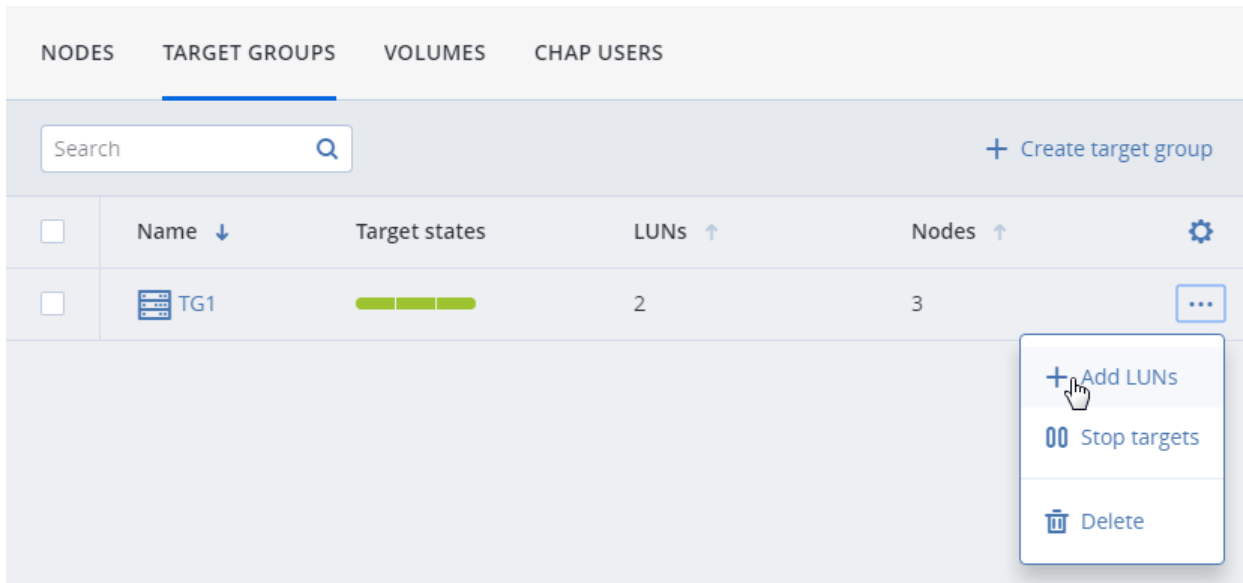 NODES TARGET GROUPS VOLUMES CHAP USERS
Search
Create target group
Name Target states LUNs Nodes
TG1 2 3
Add LUNs
Stop targets
Delete